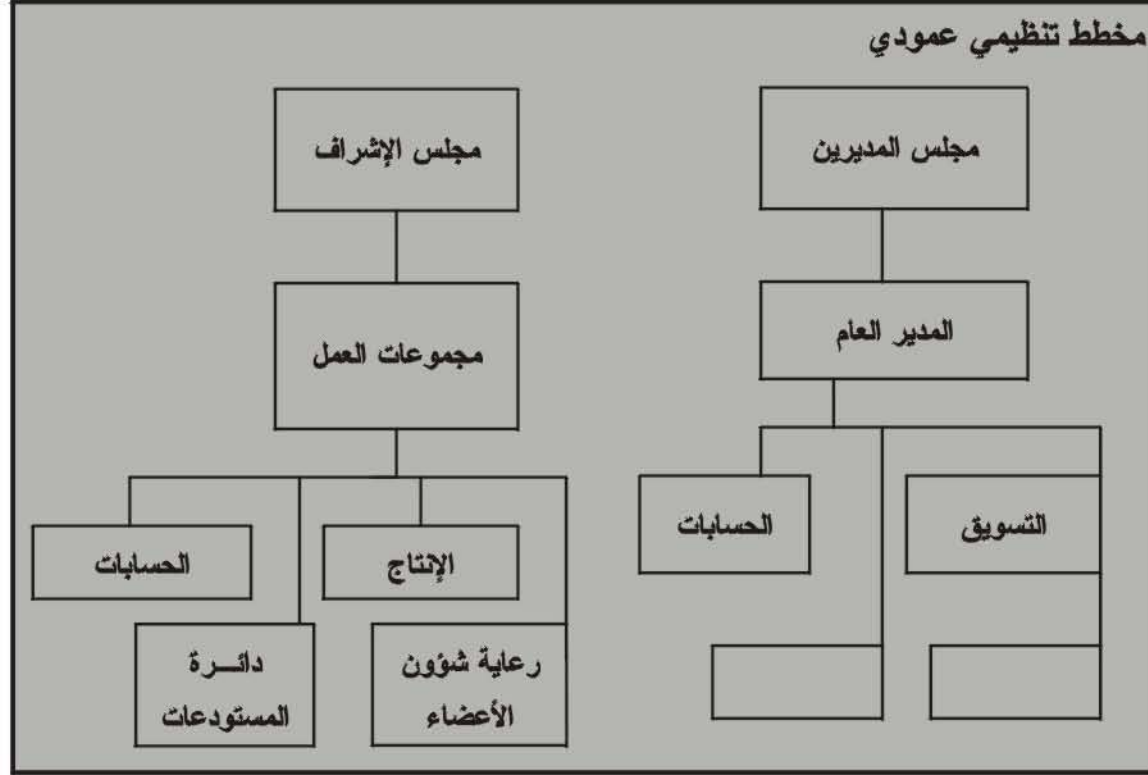 مخطط تنظيمي عمودي
مجلس المديرين
مجلس الإشراف
المدير العام
مجموعات العمل
التسويق
الحسابات
الإنتاج
الحسابات
رعاية شؤون
الأعضاء
دائـــرة
المستودعات